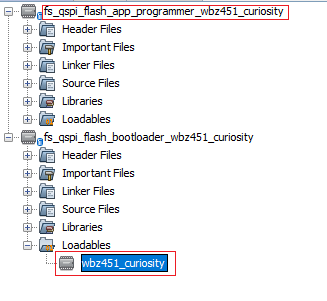 fs_qspi_flash_app_programmer_wbz451_curiosity
Header Files
Important Files
Linker Files
Source Files
Libraries
Loadables
fs_qspi_flash_bootloader_wbz451_curiosity
Header Files
Important Files
Linker Files
Source Files
Libraries
Loadables
wbz451_curiosity